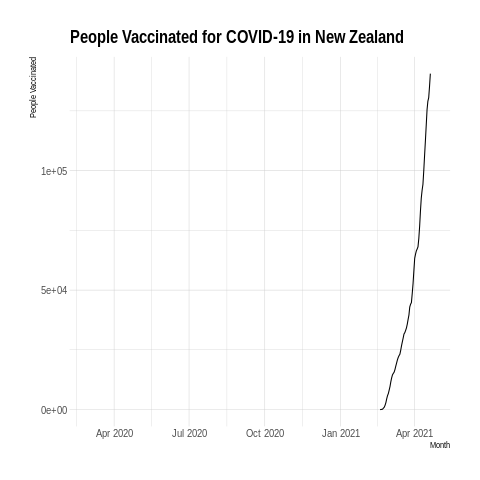 People Vaccinated for COVID-19 in New Zealand
People Vaccinated
1e+05
5e+04
0e+00
Apr 2020 Jul 2020 Oct 2020 Jan 2021 Apr 2021
Month